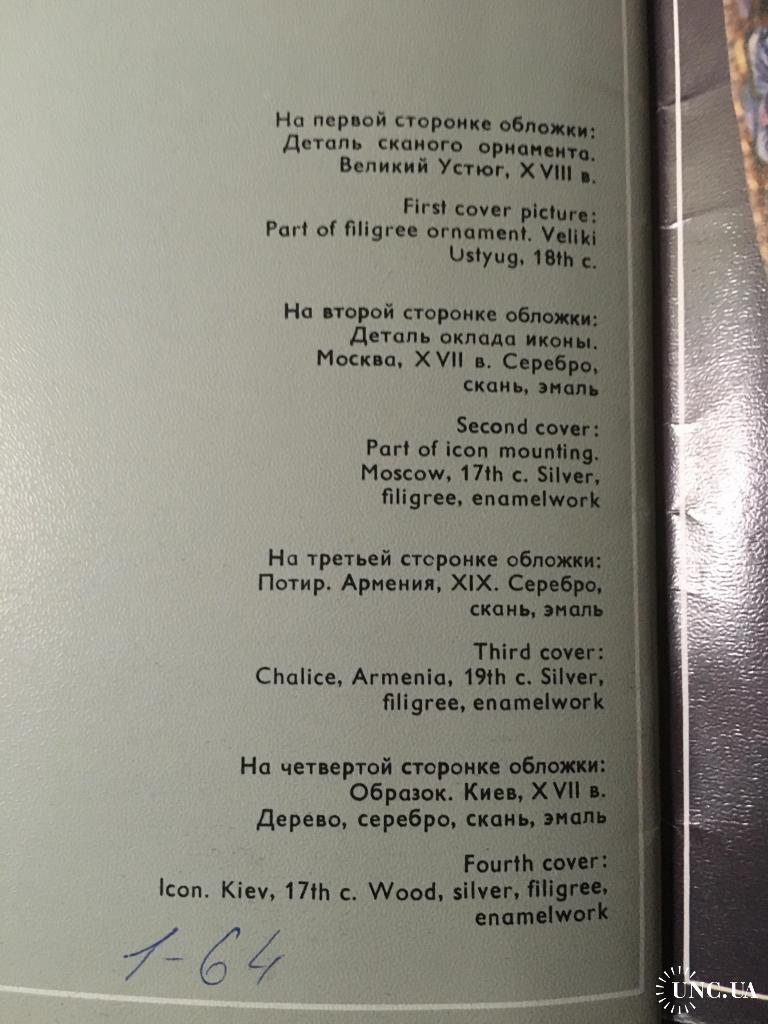 На первой сторонке обложки:
Деталь сканого орнамента.
Великий Устюг, XVIII в.
First cover picture:
Part of filigree ornament. Veliki
Ustyug, 18th c.
На второй сторонке обложки:
Деталь оклада иконы.
Москва, XVII в. Серебро,
скань, эмаль
Second cover:
Part of icon mounting.
Moscow, 17th c. Silver,
filigree, enamelwork
На третьей сторонке обложки:
Потир. Армения, XIX. Серебро,
скань, эмаль
Third cover:
Chalice, Armenia, 19th c. Silver,
filigree, enamelwork
На четвертой сторонке обложки:
Образок. Киев, XVII в.
Дерево, серебро, скань, эмаль
Fourth cover:
Icon. Kiev, 17th c. Wood, silver, filigree,
enamelwork
1-64
UNC.UA